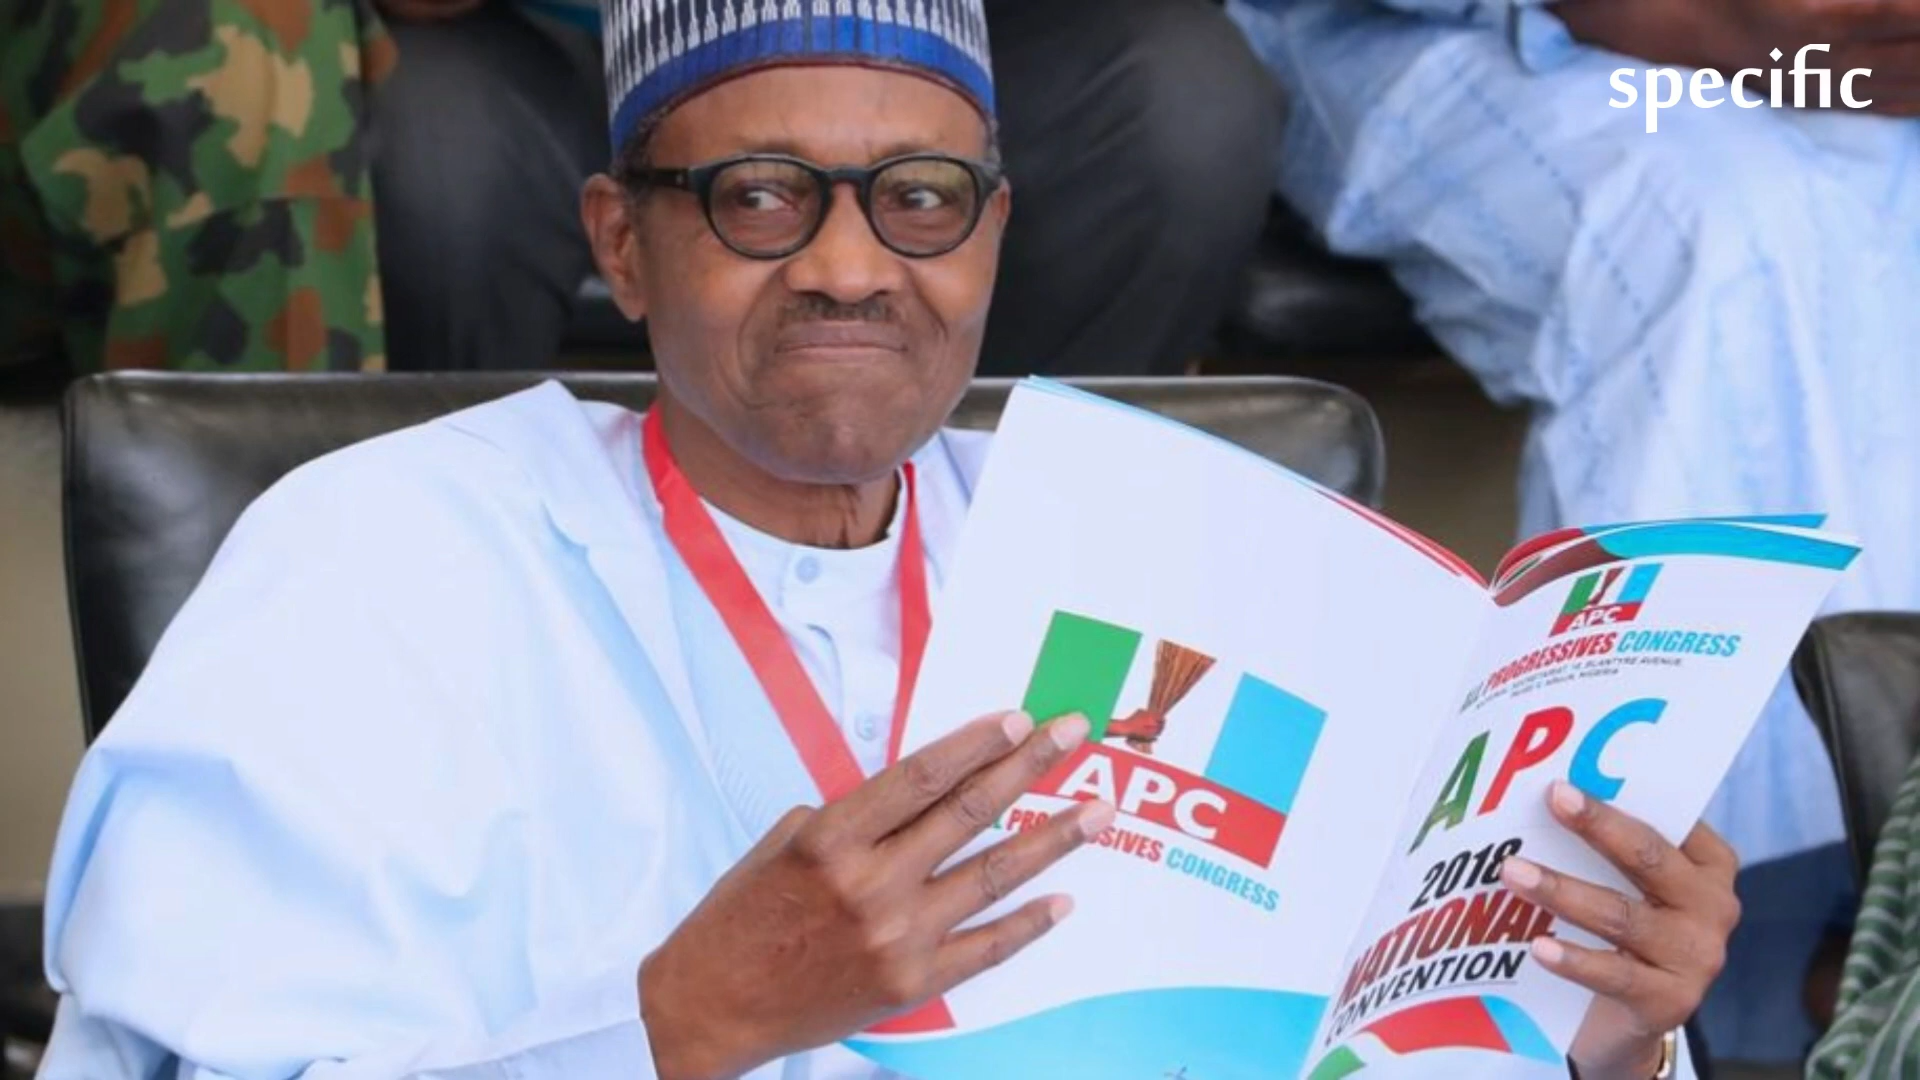 specific
APC
ALL PROGRESSIVES CONGRESS
APC
PROGRESSIVES CONGRESS
APC
2018
NATIONAL
CONVENTION